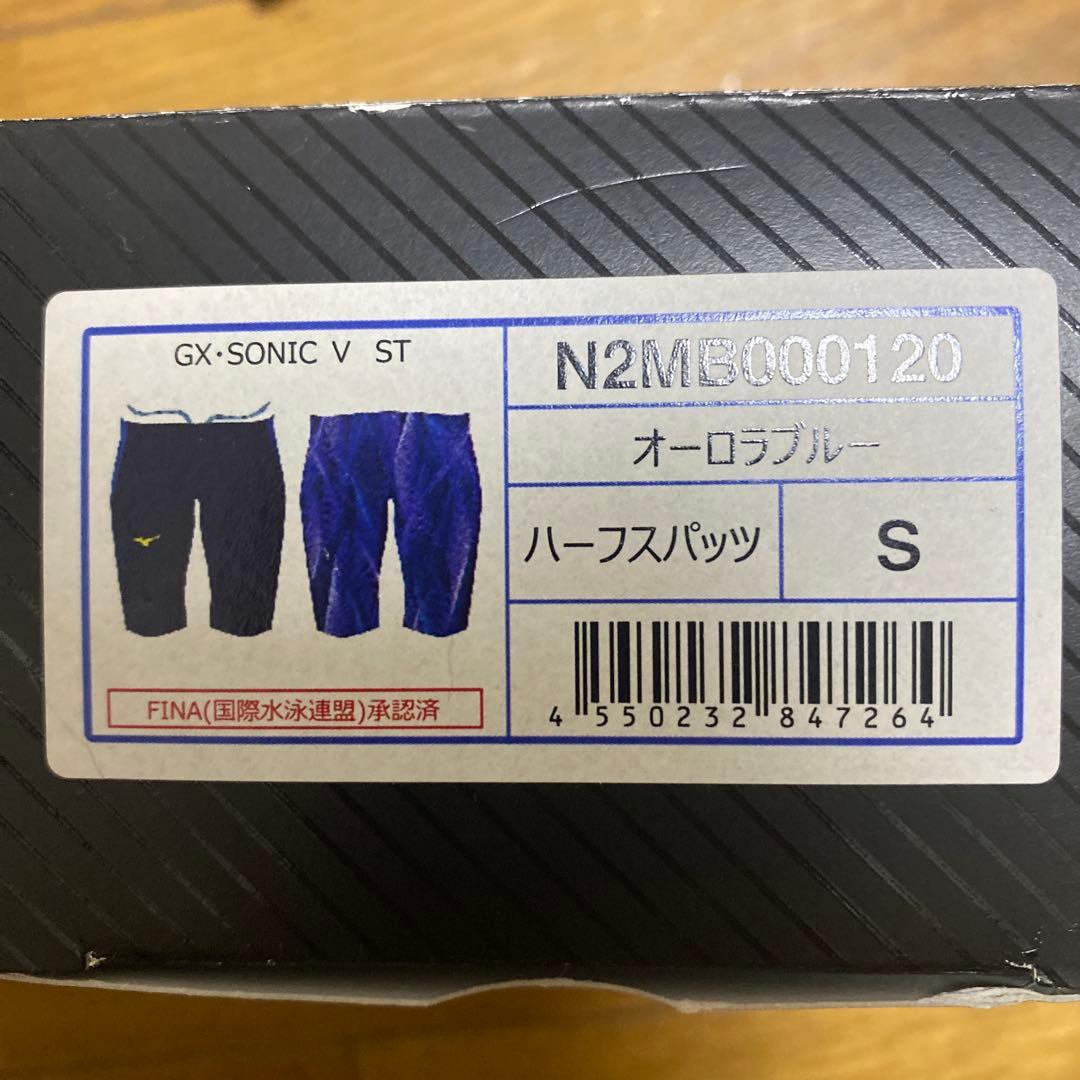 GX・SONIC V ST
FINA(国際水泳連盟)承認済
N2MB000120
オーロラブルー
ハーフスパッツ
S
4 550232 847264